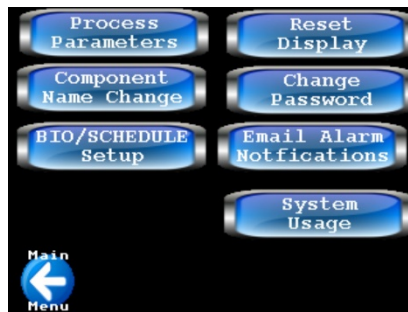 Process
Parameters
Reset
Display
Component
Name Change
Change
Password
BIO/SCHEDULE
Setup
Email Alarm
Notfications
System
Usage
Main
Menu